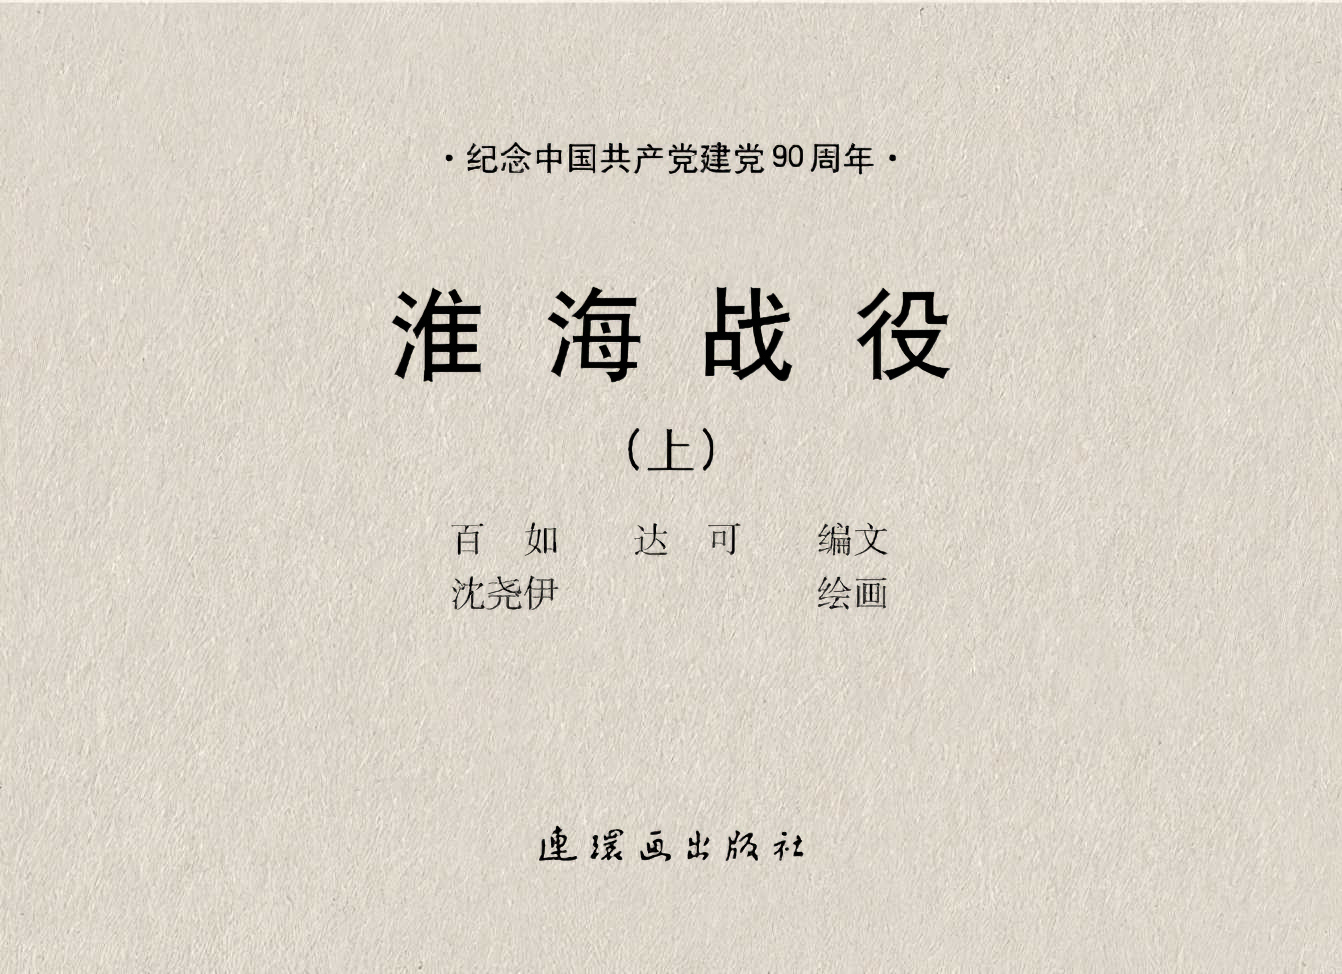 ·纪念中国共产党建党90周年·
淮海战役
（上）
百如 达可 编文
沈尧伊 绘画
連環画出版社